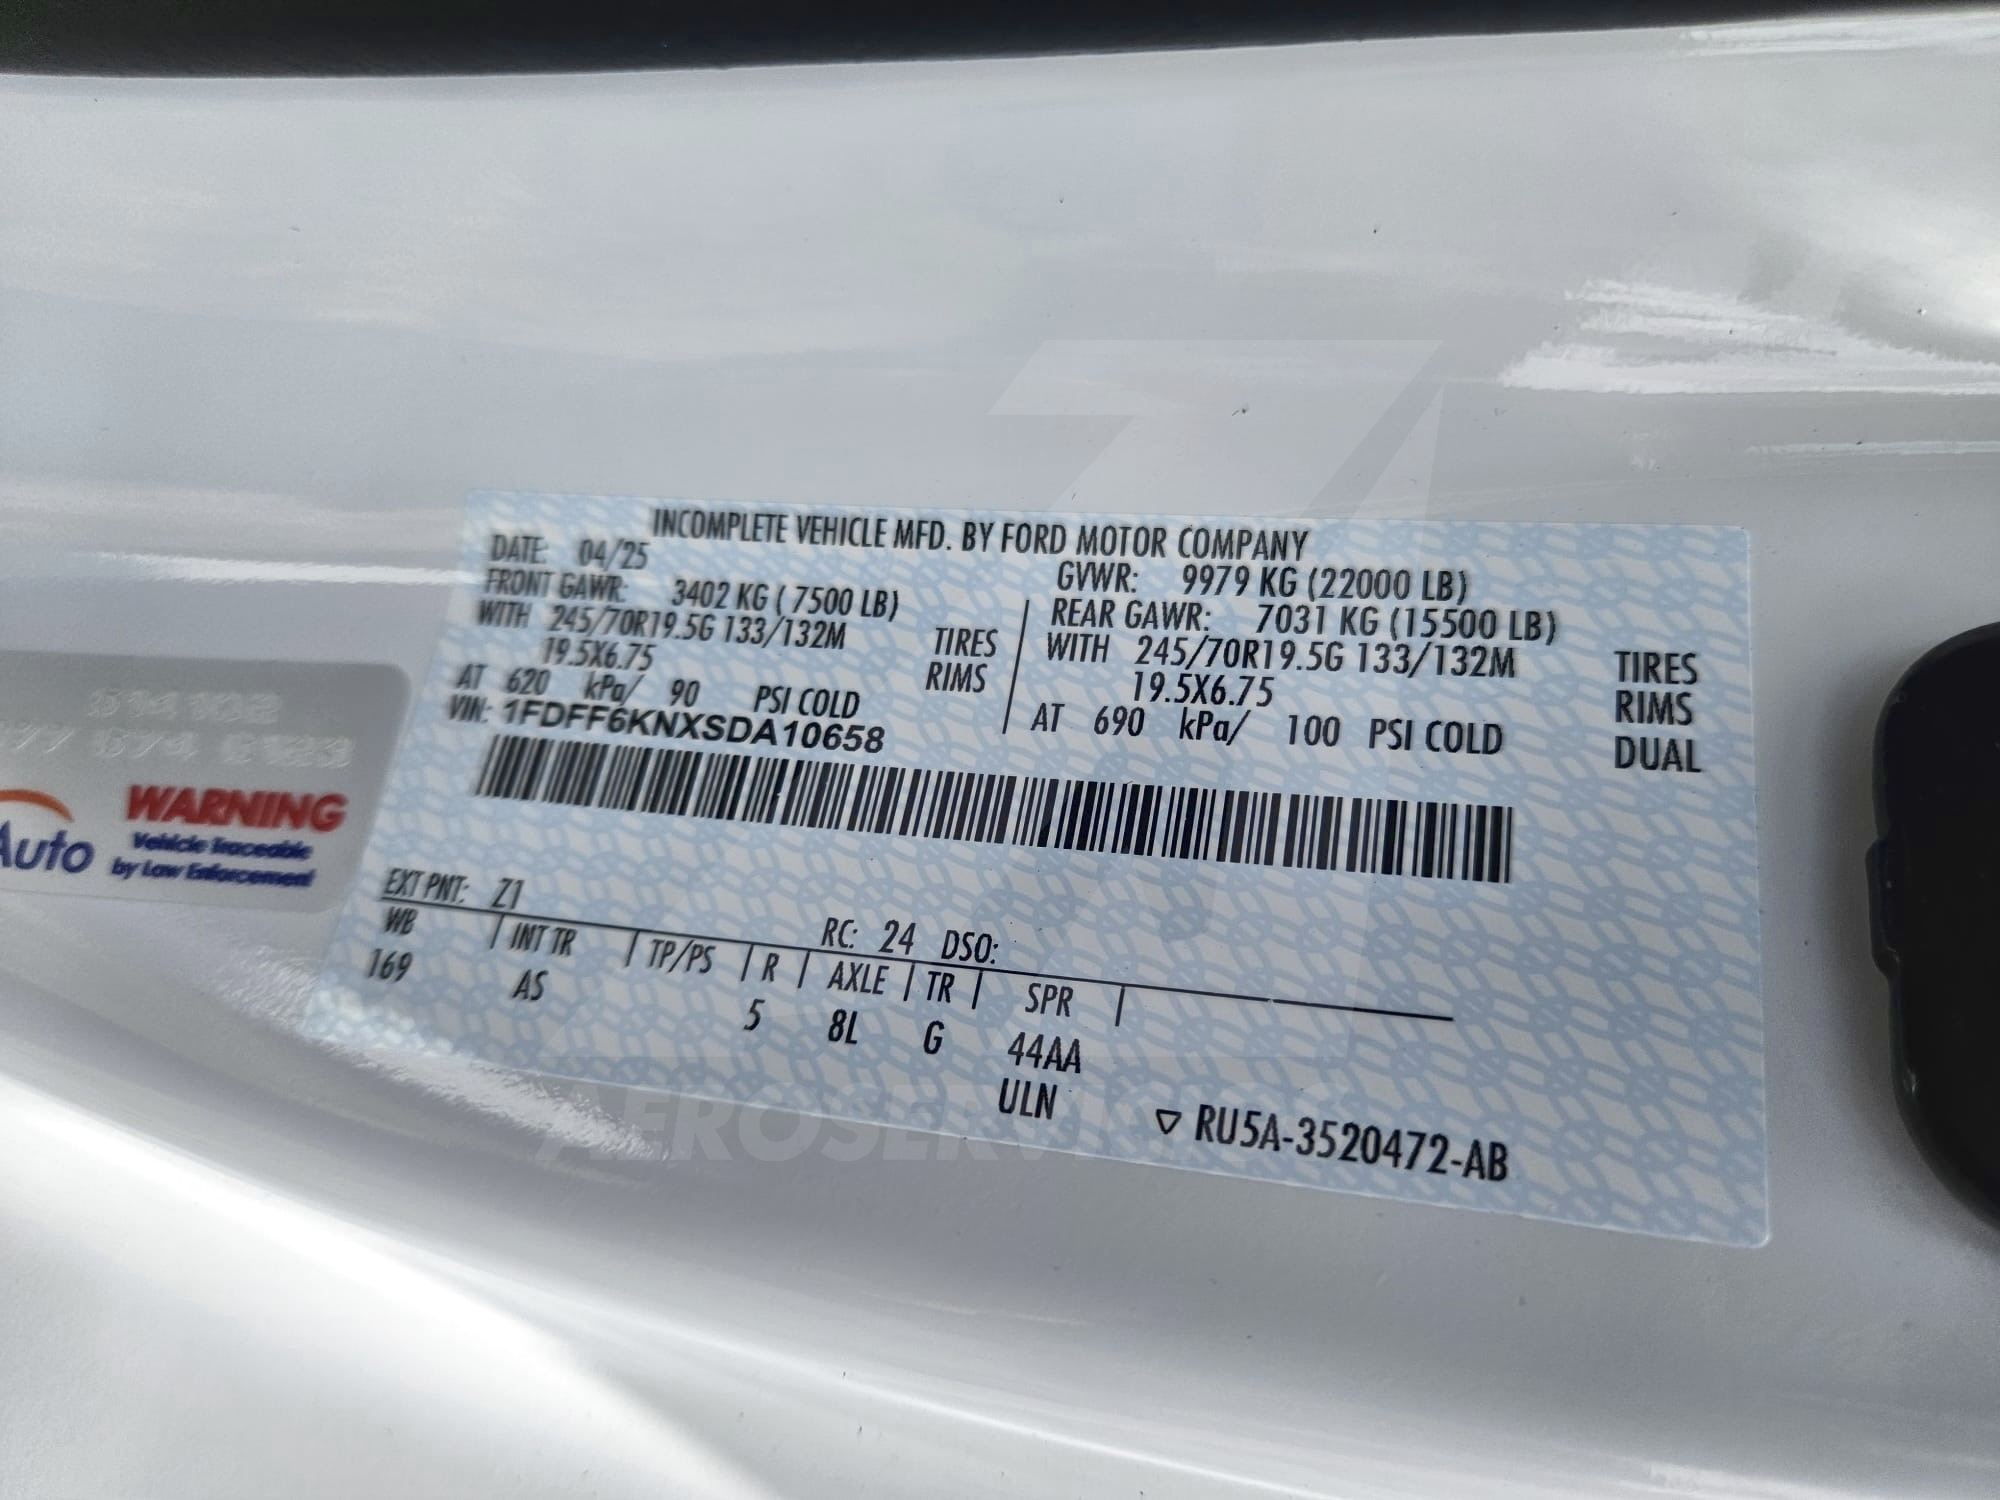 INCOMPLETE VEHICLE MFD. BY FORD MOTOR COMPANY
DATE: 04/25 GVWR: 9979 KG (22000 LB)
FRONT GAWR: 3402 KG ( 7500 LB) REAR GAWR: 7031 KG (15500 LB)
WITH 245/70R19.5G 133/132M TIRES WITH 245/70R19.5G 133/132M TIRES
19.5X6.75 RIMS 19.5X6.75 RIMS
AT 620 kPa/ 90 PSI COLD AT 690 kPa/ 100 PSI COLD DUAL
VIN: 1FDFF6KNXSDA10658
EXT PNT: Z1 RC: 24 DSO:
WB INT TR TP/PS R AXLE TR SPR
169 AS 5 8L G 44AA
ULN
▽ RU5A-3520472-AB
Auto
WARNING
Vehicle Traceable
by Law Enforcement
AEROSERVICES